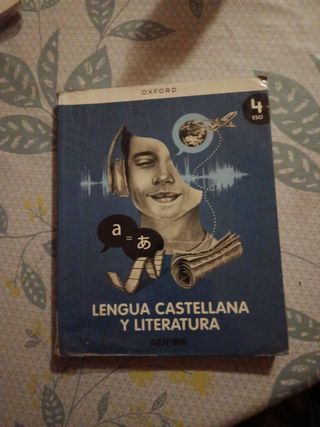 OXFORD
4
ESO
a = あ
LENGUA CASTELLANA
Y LITERATURA